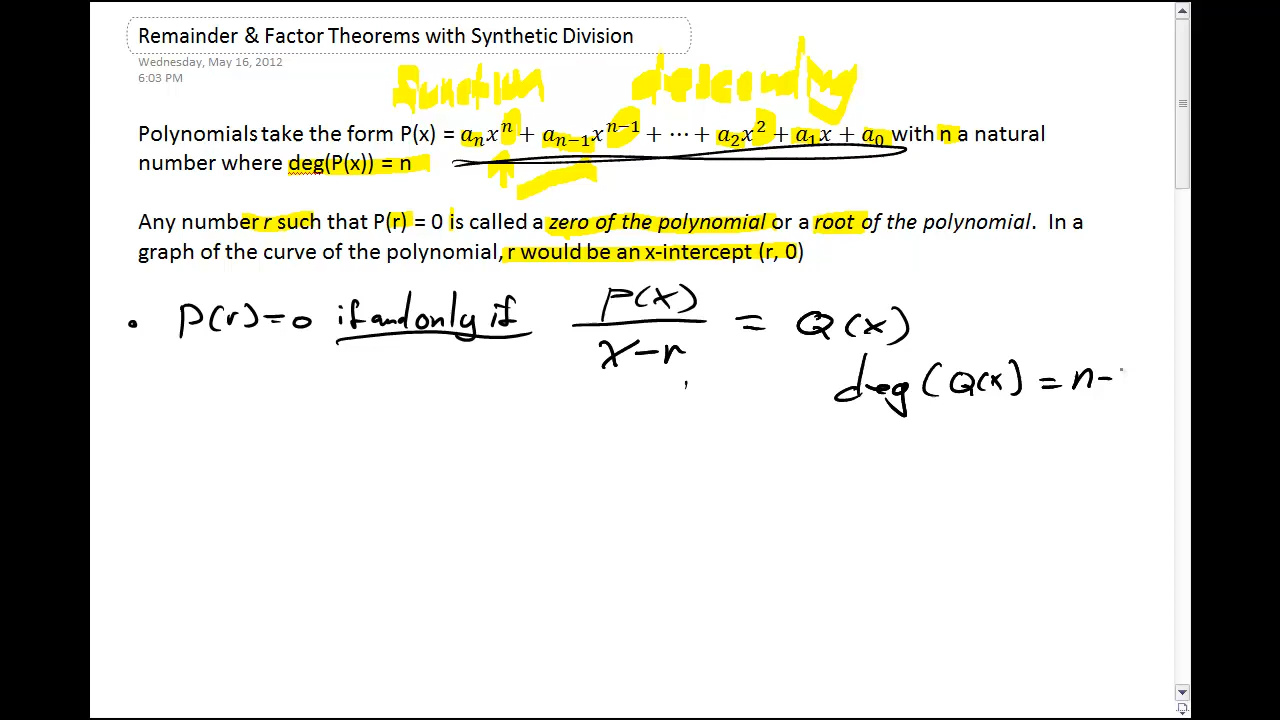 Remainder & Factor Theorems with Synthetic Division
Wednesday, May 16, 2012
6:03 PM
function descending
Polynomials take the form P(x) = aₙxⁿ + aₙ₋₁xⁿ⁻¹ + ⋯ + a₂x² + a₁x + a₀ with n a natural
number where deg(P(x)) = n
Any number r such that P(r) = 0 is called a zero of the polynomial or a root of the polynomial. In a
graph of the curve of the polynomial, r would be an x-intercept (r, 0)
• P(r)=0 if and only if P(x)/(x-r) = Q(x)
deg(Q(x) = n-